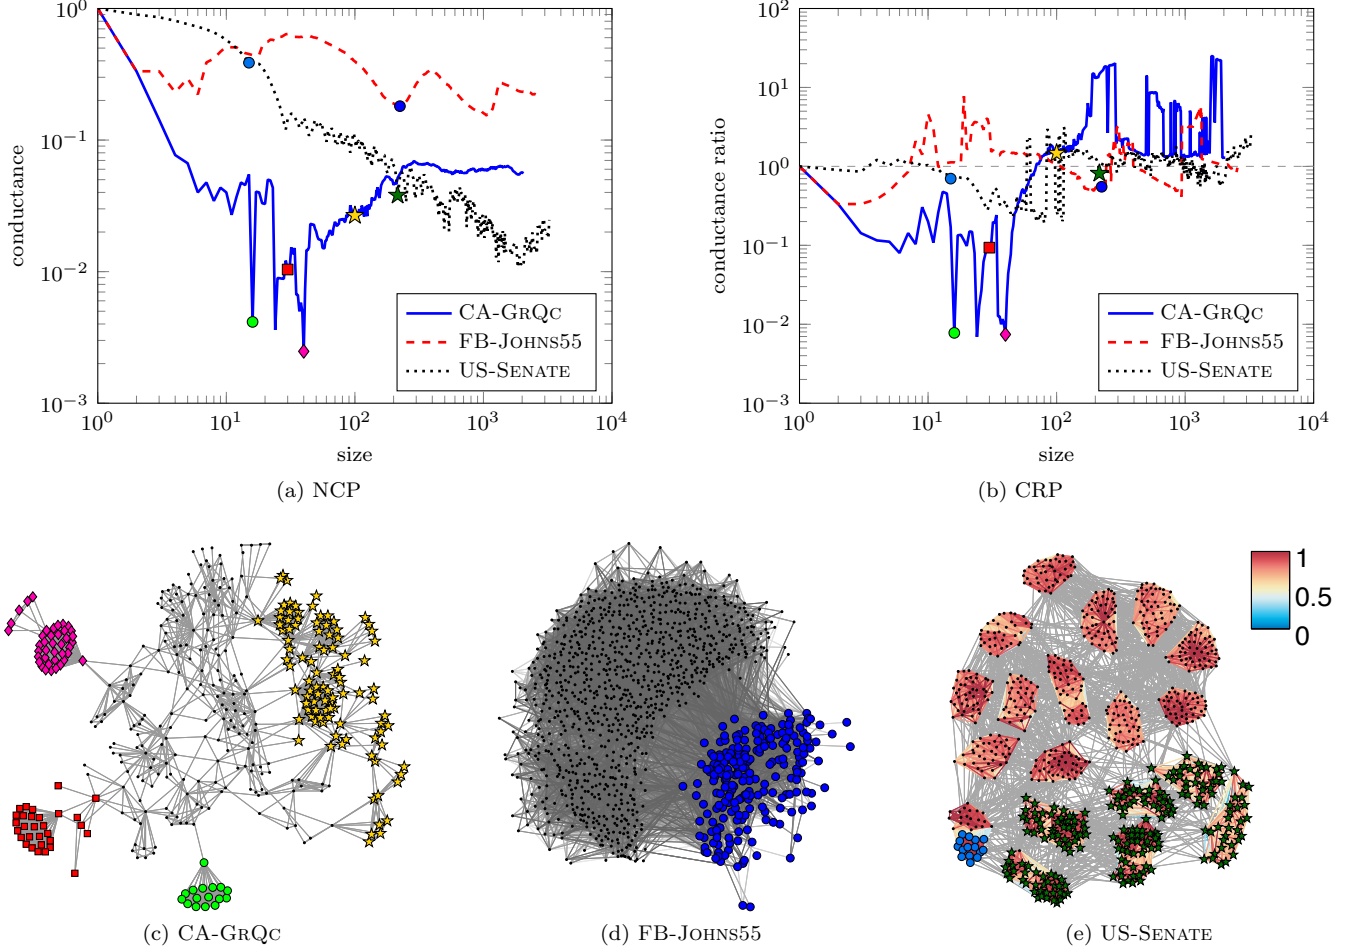 10^0
10^−1
10^−2
10^−3
conductance
10^0
10^1
10^2
10^3
10^4
size
CA-GrQc
FB-Johns55
US-Senate
(a) NCP
10^2
10^1
10^0
10^−1
10^−2
10^−3
conductance ratio
10^0
10^1
10^2
10^3
10^4
size
CA-GrQc
FB-Johns55
US-Senate
(b) CRP
1
0.5
0
(c) CA-GrQc
(d) FB-Johns55
(e) US-Senate